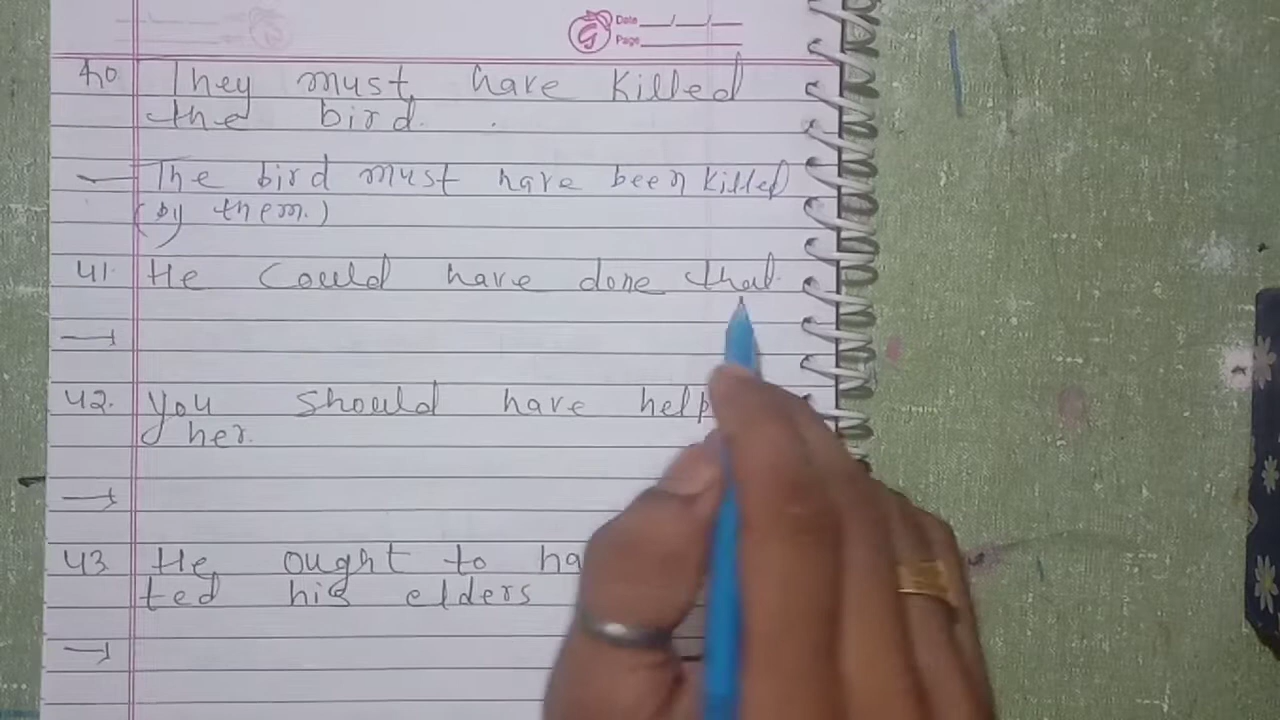 Date
Page
40. They must have killed
the bird.
The bird must have been killed
(by them.)
41. He could have done that.
42. You should have help
her.
43. He ought to ha
ted his elders